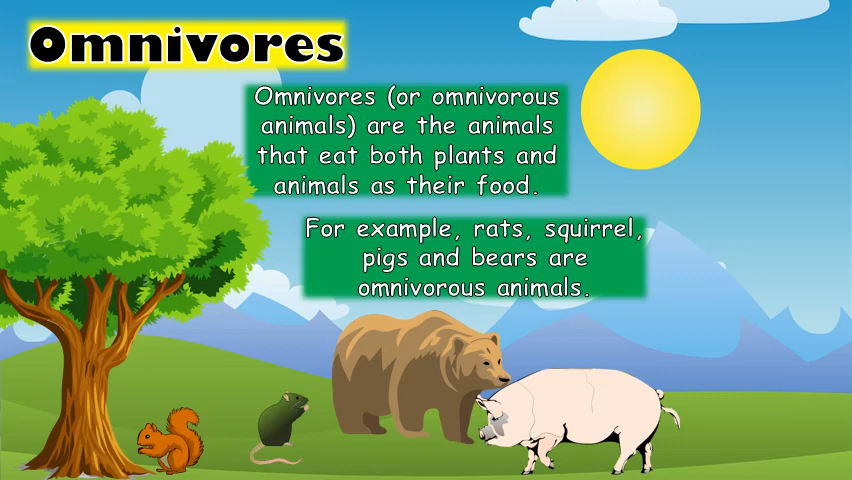 Omnivores
Omnivores (or omnivorous
animals) are the animals
that eat both plants and
animals as their food.
For example, rats, squirrel,
pigs and bears are
omnivorous animals.